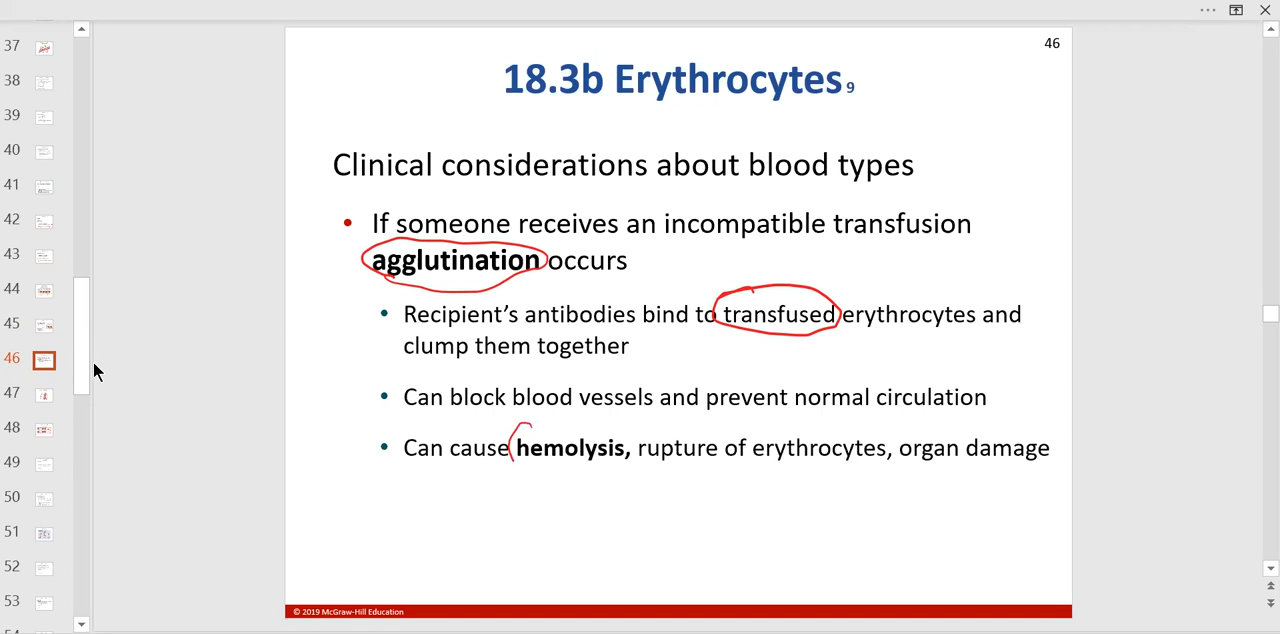 37
38
39
40
41
42
43
44
45
46
47
48
49
50
51
52
53
46
18.3b Erythrocytes 9
Clinical considerations about blood types
• If someone receives an incompatible transfusion
agglutination occurs
• Recipient’s antibodies bind to transfused erythrocytes and
clump them together
• Can block blood vessels and prevent normal circulation
• Can cause hemolysis, rupture of erythrocytes, organ damage
© 2019 McGraw-Hill Education